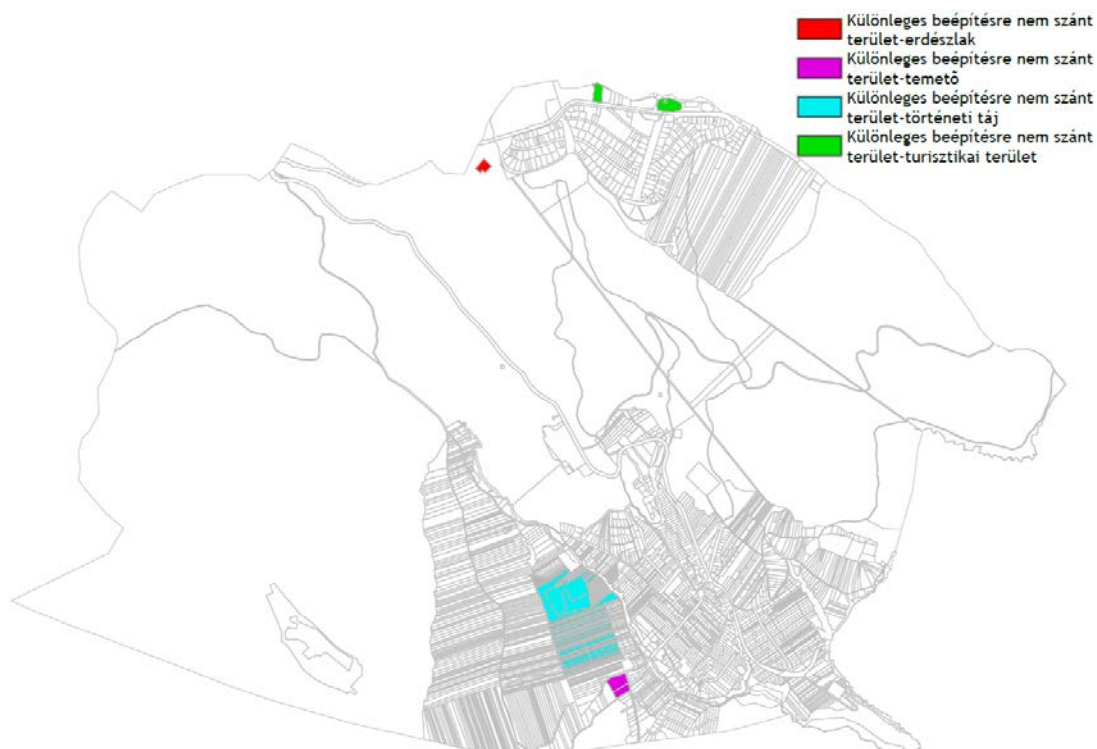 Különleges beépítésre nem szánt
terület-erdészlak
Különleges beépítésre nem szánt
terület-temető
Különleges beépítésre nem szánt
terület-történeti táj
Különleges beépítésre nem szánt
terület-turisztikai terület